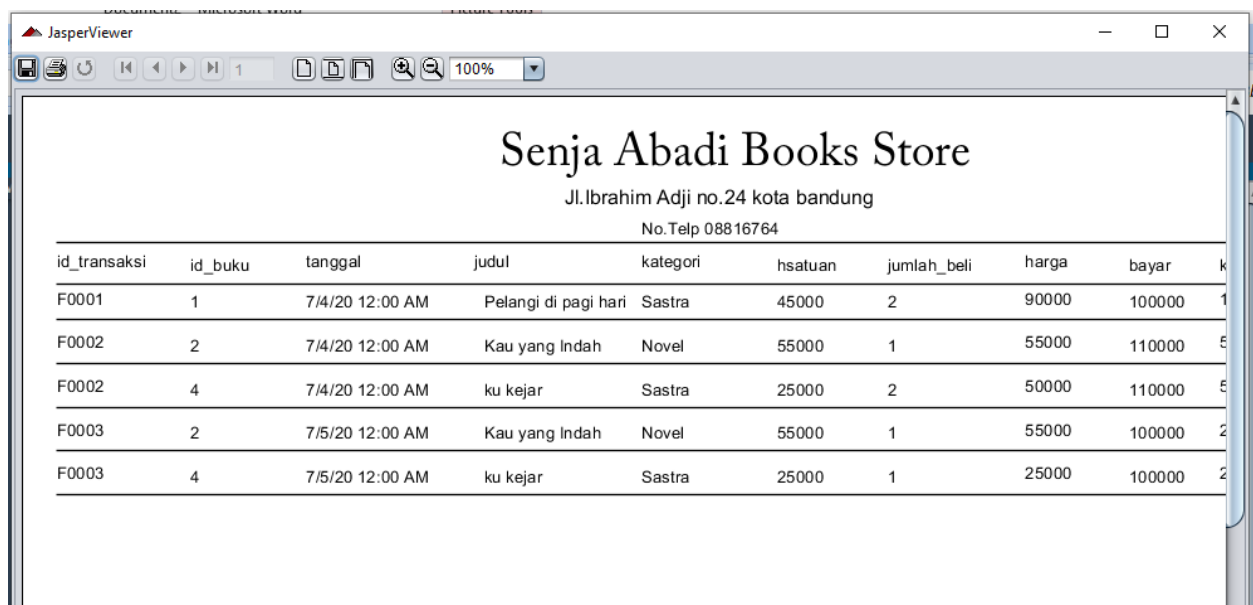 JasperViewer
1 100%
Senja Abadi Books Store
Jl.Ibrahim Adji no.24 kota bandung
No.Telp 08816764
id_transaksi id_buku tanggal judul kategori hsatuan jumlah_beli harga bayar
F0001 1 7/4/20 12:00 AM Pelangi di pagi hari Sastra 45000 2 90000 100000
F0002 2 7/4/20 12:00 AM Kau yang Indah Novel 55000 1 55000 110000
F0002 4 7/4/20 12:00 AM ku kejar Sastra 25000 2 50000 110000
F0003 2 7/5/20 12:00 AM Kau yang Indah Novel 55000 1 55000 100000
F0003 4 7/5/20 12:00 AM ku kejar Sastra 25000 1 25000 100000